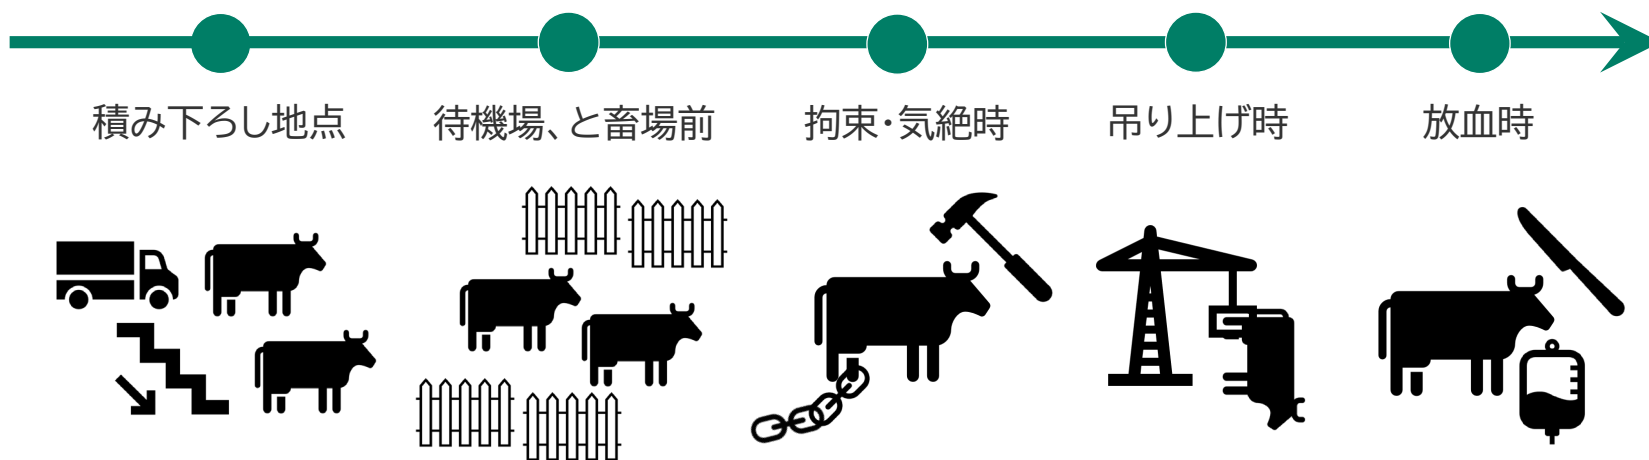 積み下ろし地点
待機場、と畜場前
拘束・気絶時
吊り上げ時
放血時